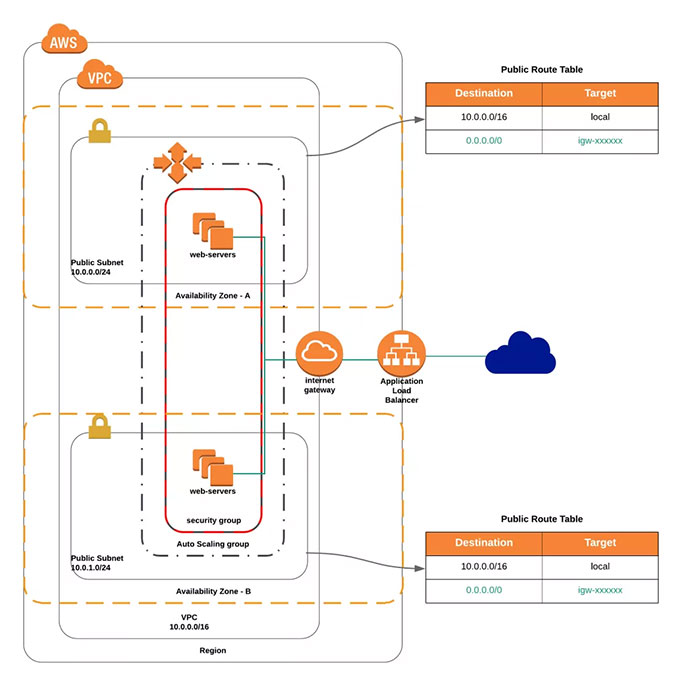 AWS
VPC
Public Route Table
Destination Target
10.0.0.0/16 local
0.0.0.0/0 igw-xxxxxx
web-servers
Public Subnet
10.0.0.0/24
Availability Zone - A
internet
gateway
Application
Load
Balancer
web-servers
security group
Auto Scaling group
Public Subnet
10.0.1.0/24
Availability Zone - B
Public Route Table
Destination Target
10.0.0.0/16 local
0.0.0.0/0 igw-xxxxxx
VPC
10.0.0.0/16
Region